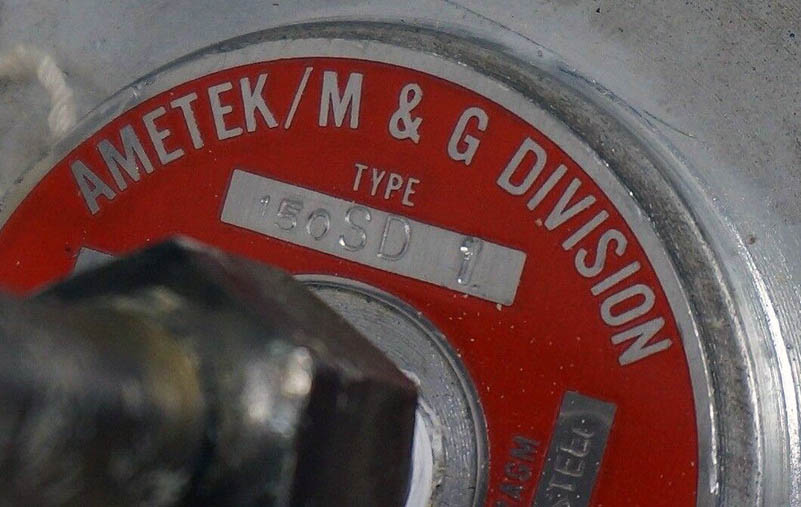 AMETEK/M & G DIVISION
TYPE
150SD 1